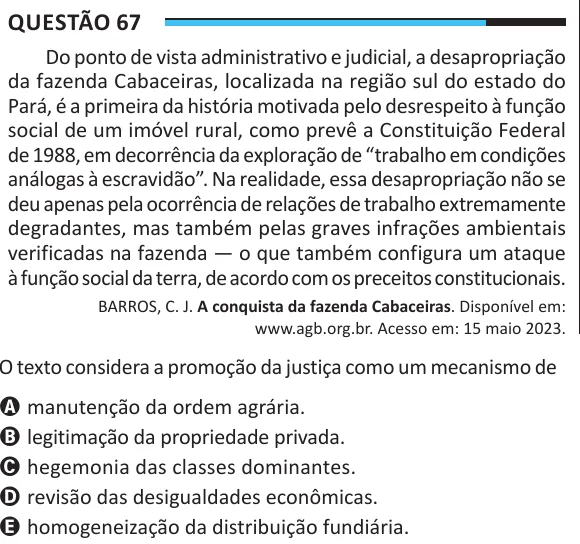 QUESTÃO 67
Do ponto de vista administrativo e judicial, a desapropriação
da fazenda Cabaceiras, localizada na região sul do estado do
Pará, é a primeira da história motivada pelo desrespeito à função
social de um imóvel rural, como prevê a Constituição Federal
de 1988, em decorrência da exploração de “trabalho em condições
análogas à escravidão”. Na realidade, essa desapropriação não se
deu apenas pela ocorrência de relações de trabalho extremamente
degradantes, mas também pelas graves infrações ambientais
verificadas na fazenda — o que também configura um ataque
à função social da terra, de acordo com os preceitos constitucionais.
BARROS, C. J. A conquista da fazenda Cabaceiras. Disponível em:
www.agb.org.br. Acesso em: 15 maio 2023.
O texto considera a promoção da justiça como um mecanismo de
A manutenção da ordem agrária.
B legitimação da propriedade privada.
C hegemonia das classes dominantes.
D revisão das desigualdades econômicas.
E homogeneização da distribuição fundiária.